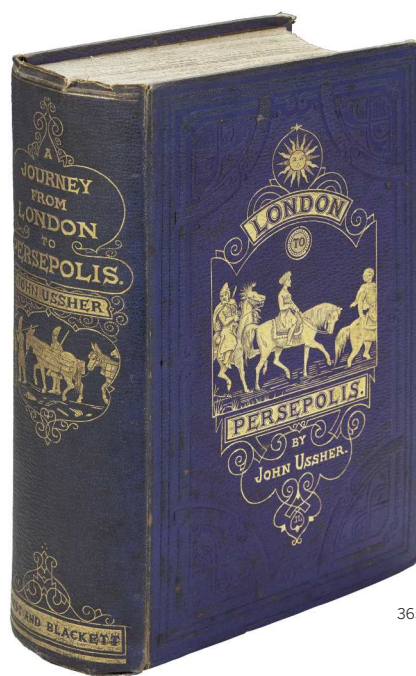 A
JOURNEY
FROM
LONDON
TO
PERSEPOLIS.
JOHN USSHER
AND BLACKETT
LONDON
TO
PERSEPOLIS.
BY
JOHN USSHER.
36